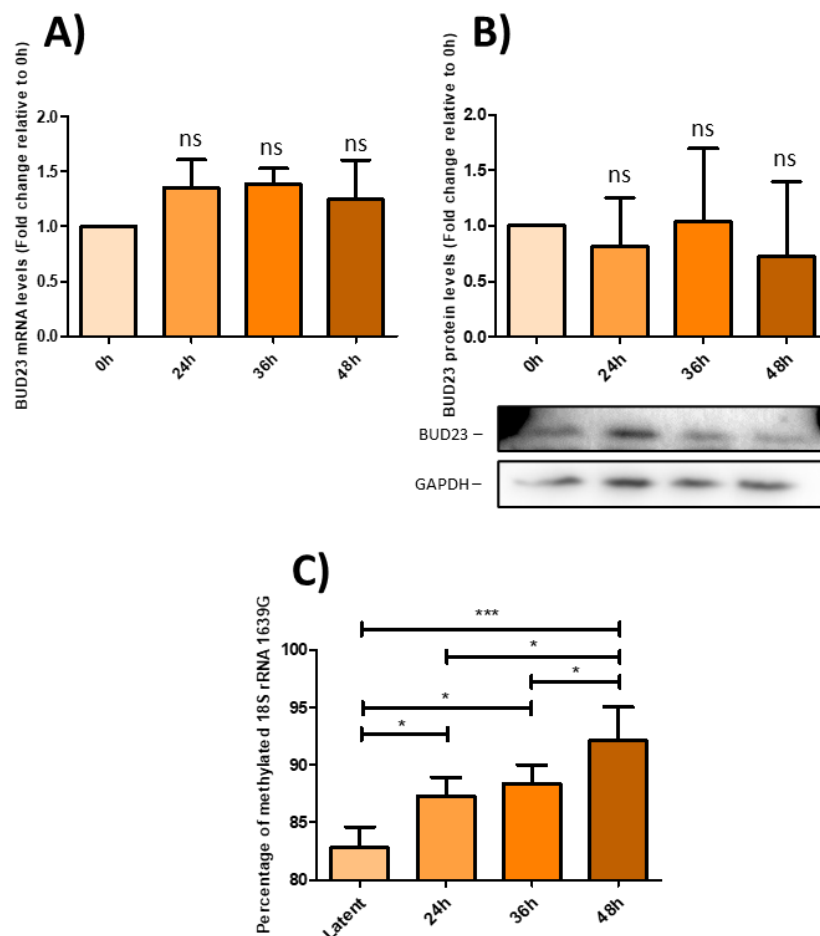 A)
BUD23 mRNA levels (Fold change relative to 0h)
2.0
1.5
1.0
0.5
0.0
ns
ns
ns
0h
24h
36h
48h
B)
BUD23 protein levels (Fold change relative to 0h)
2.0
1.5
1.0
0.5
0.0
ns
ns
ns
0h
24h
36h
48h
BUD23 –
GAPDH –
C)
Percentage of methylated 18S rRNA 1639G
100
95
90
85
80
***
*
*
*
*
Latent
24h
36h
48h